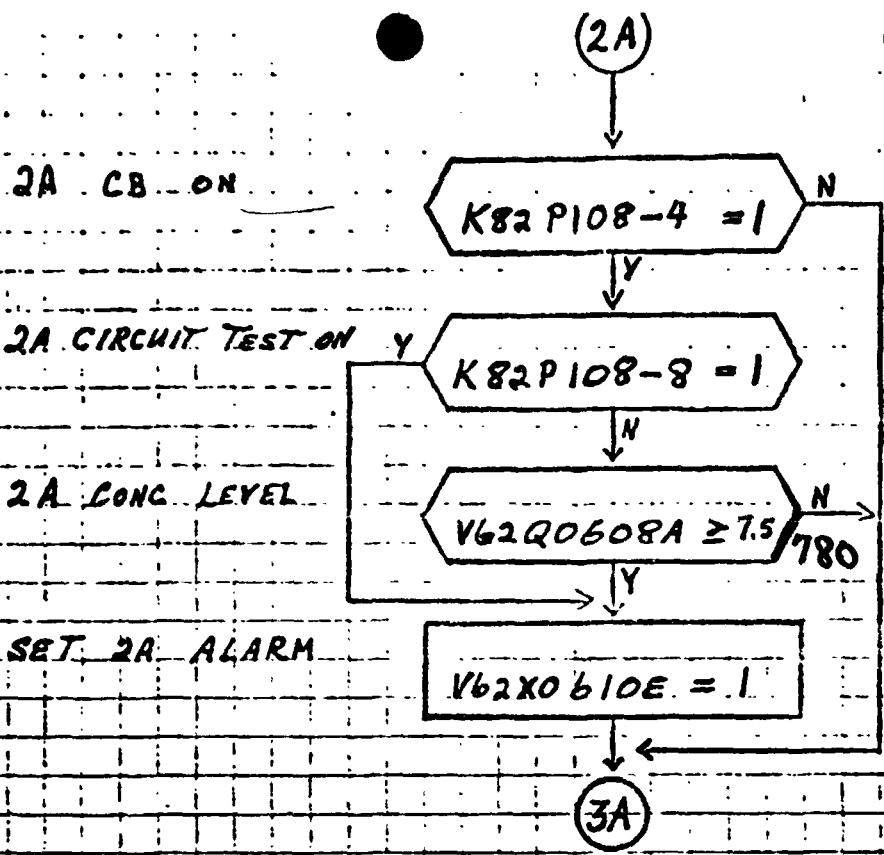 2A
2A CB ON
K82P108-4 = 1
N
Y
2A CIRCUIT TEST ON
Y
K82P108-8 = 1
N
2A CONC LEVEL
V62Q0608A ≥ 7.5
N
780
Y
SET 2A ALARM
V62X0610E = 1
3A